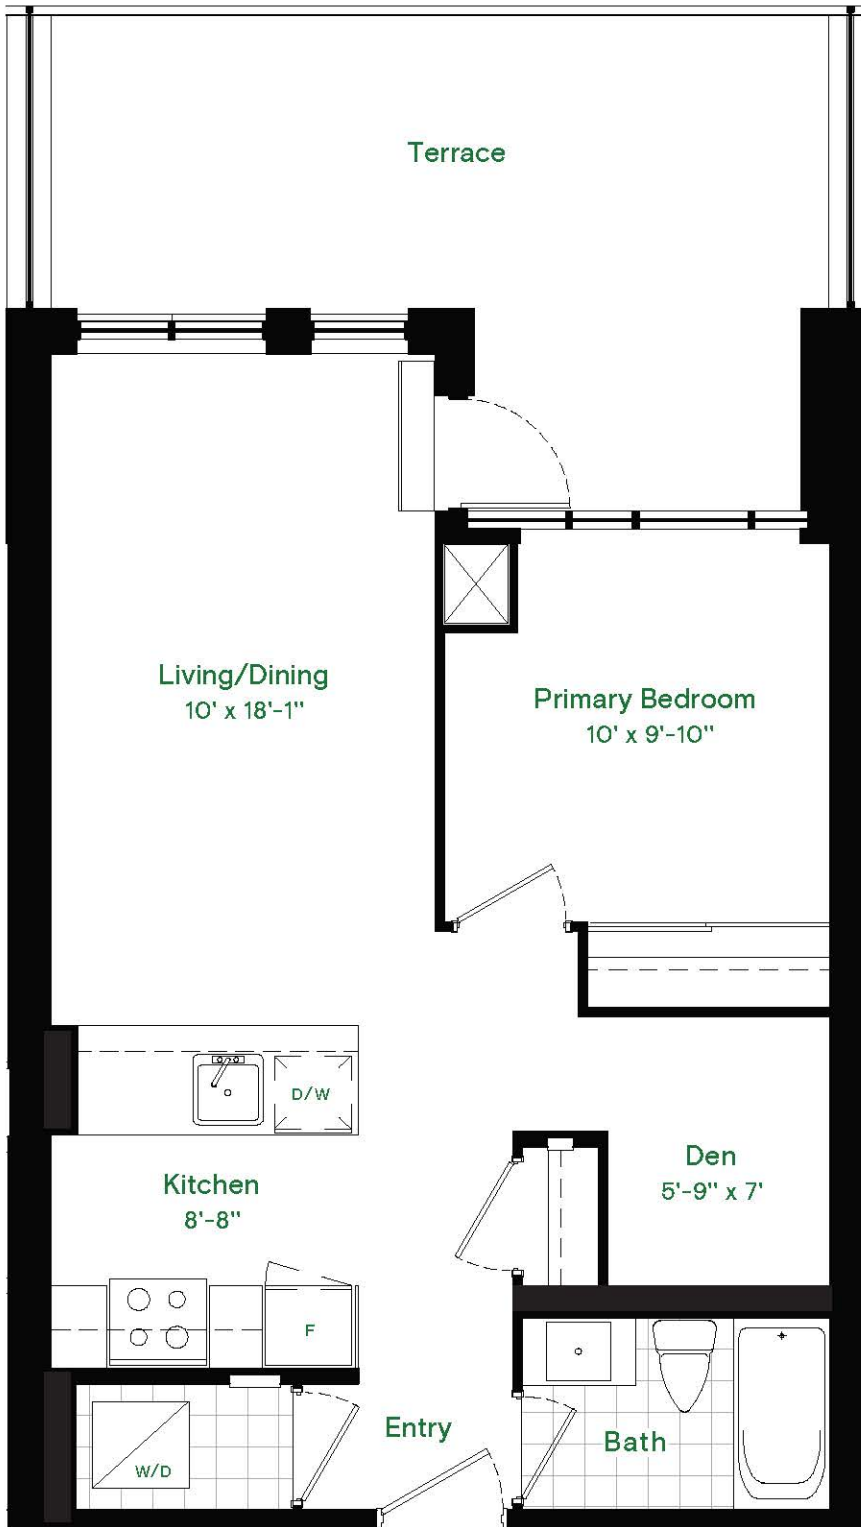 Terrace
Living/Dining
10' x 18'-1"
Primary Bedroom
10' x 9'-10"
D/W
Kitchen
8'-8"
Den
5'-9" x 7'
F
Entry
Bath
W/D